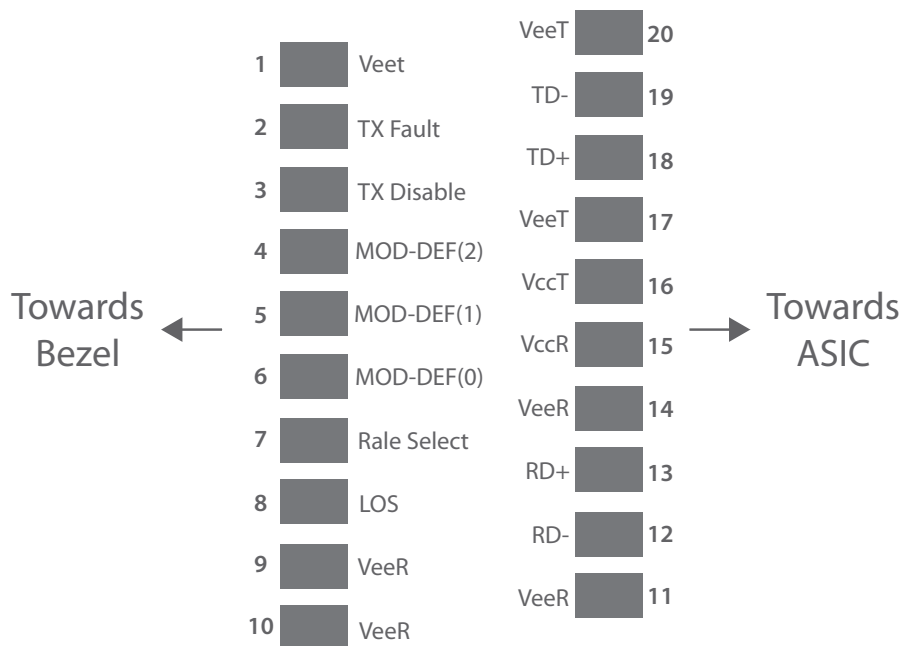 Towards
Bezel
1 Veet
2 TX Fault
3 TX Disable
4 MOD-DEF(2)
5 MOD-DEF(1)
6 MOD-DEF(0)
7 Rale Select
8 LOS
9 VeeR
10 VeeR
VeeT 20
TD- 19
TD+ 18
VeeT 17
VccT 16
VccR 15
VeeR 14
RD+ 13
RD- 12
VeeR 11
Towards
ASIC